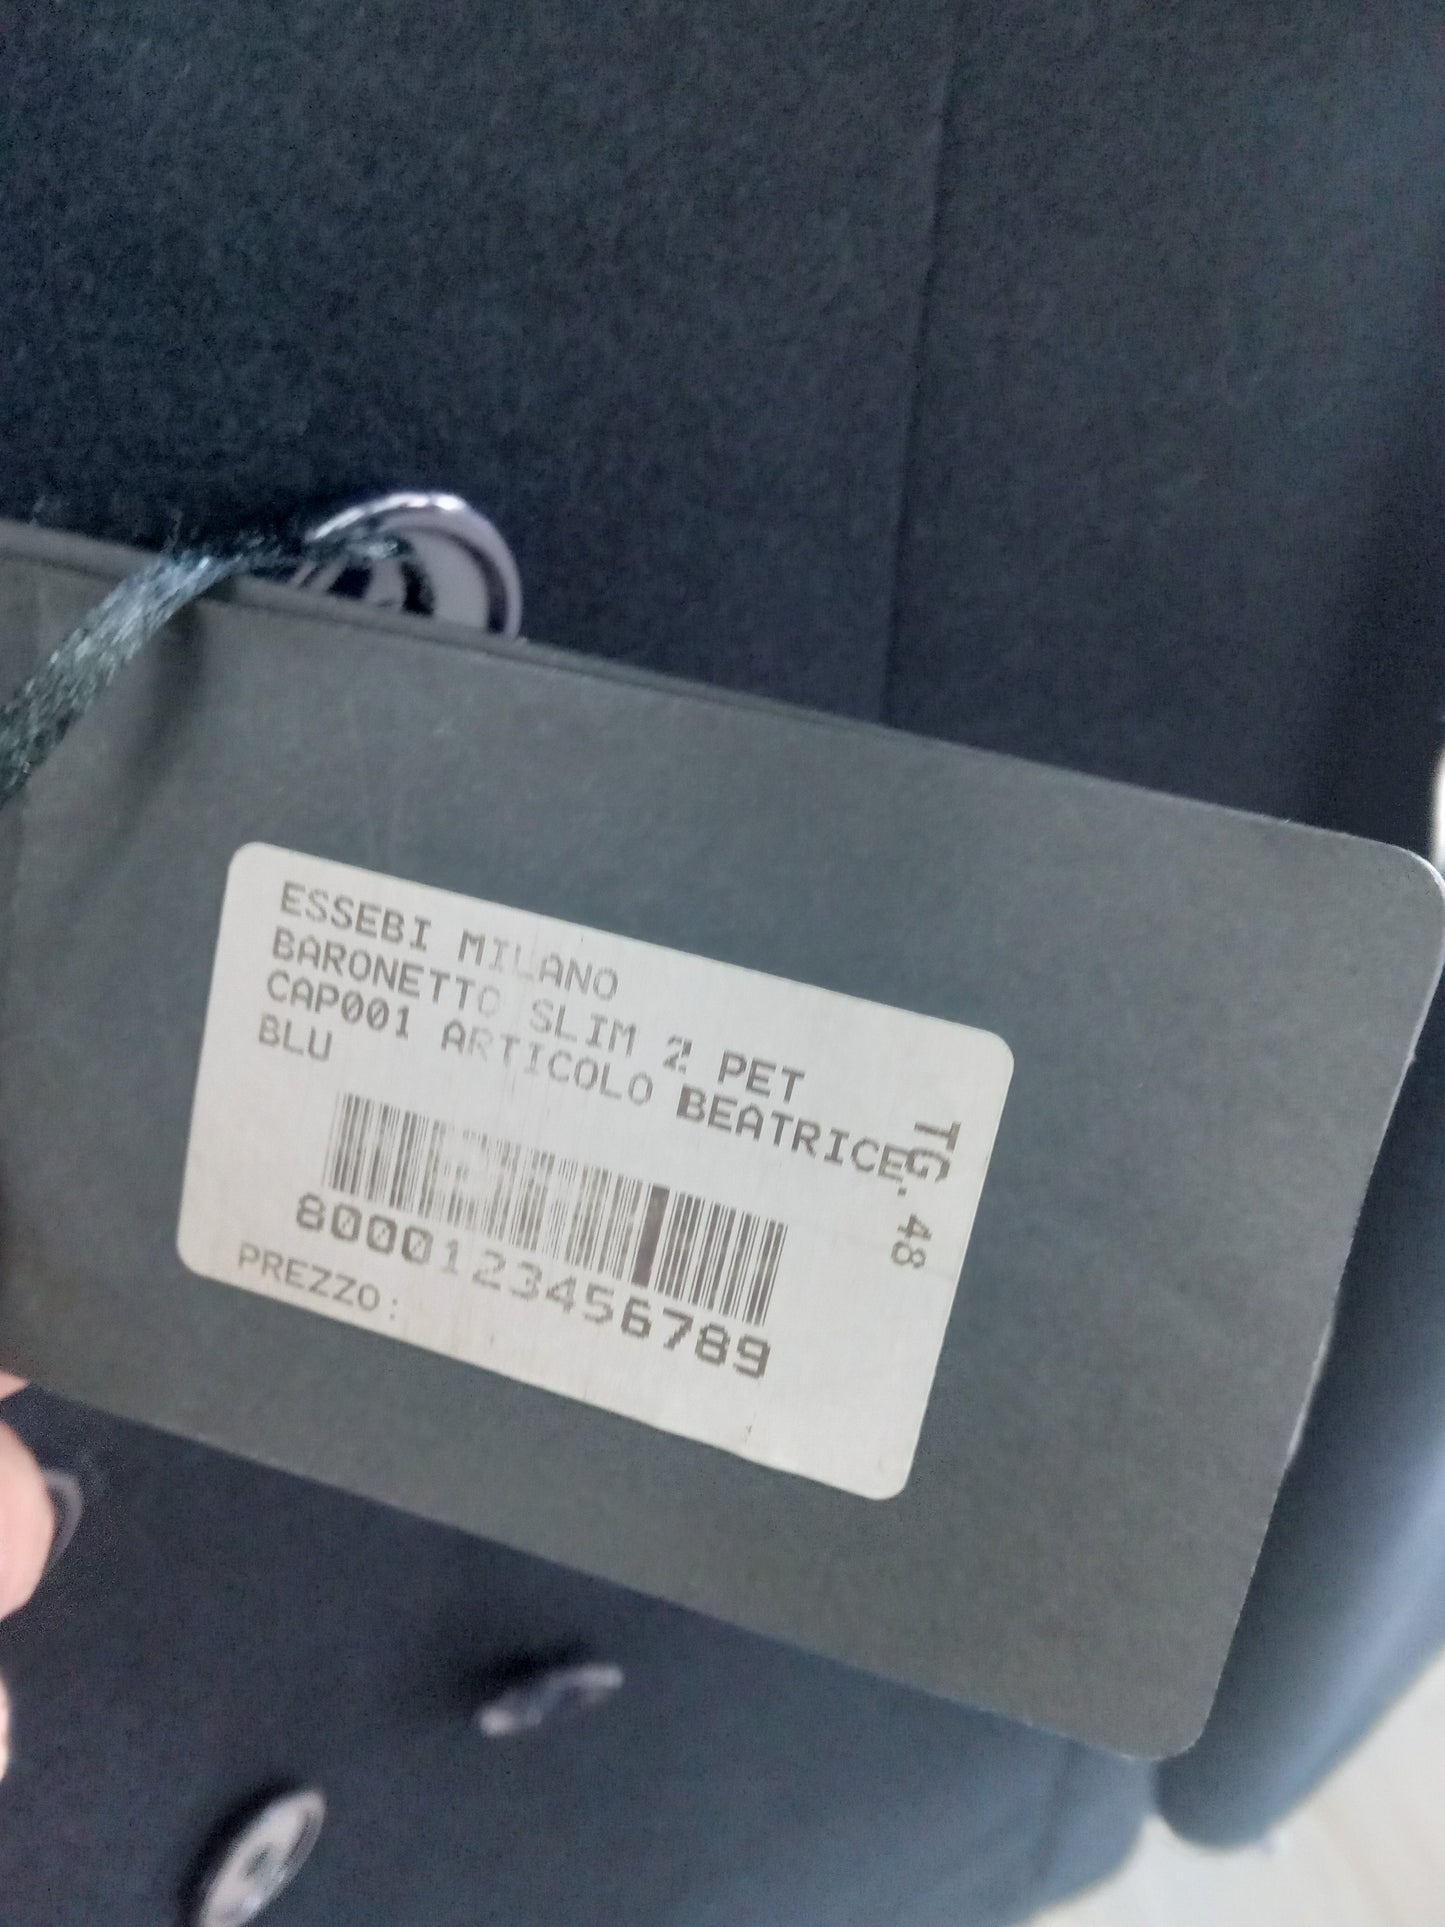 ESSEBI MILANO
BARONETTO SLIM 2 PET
CAP001 ARTICOLO BEATRICE
BLU
TG. 48
8000123456789
PREZZO: